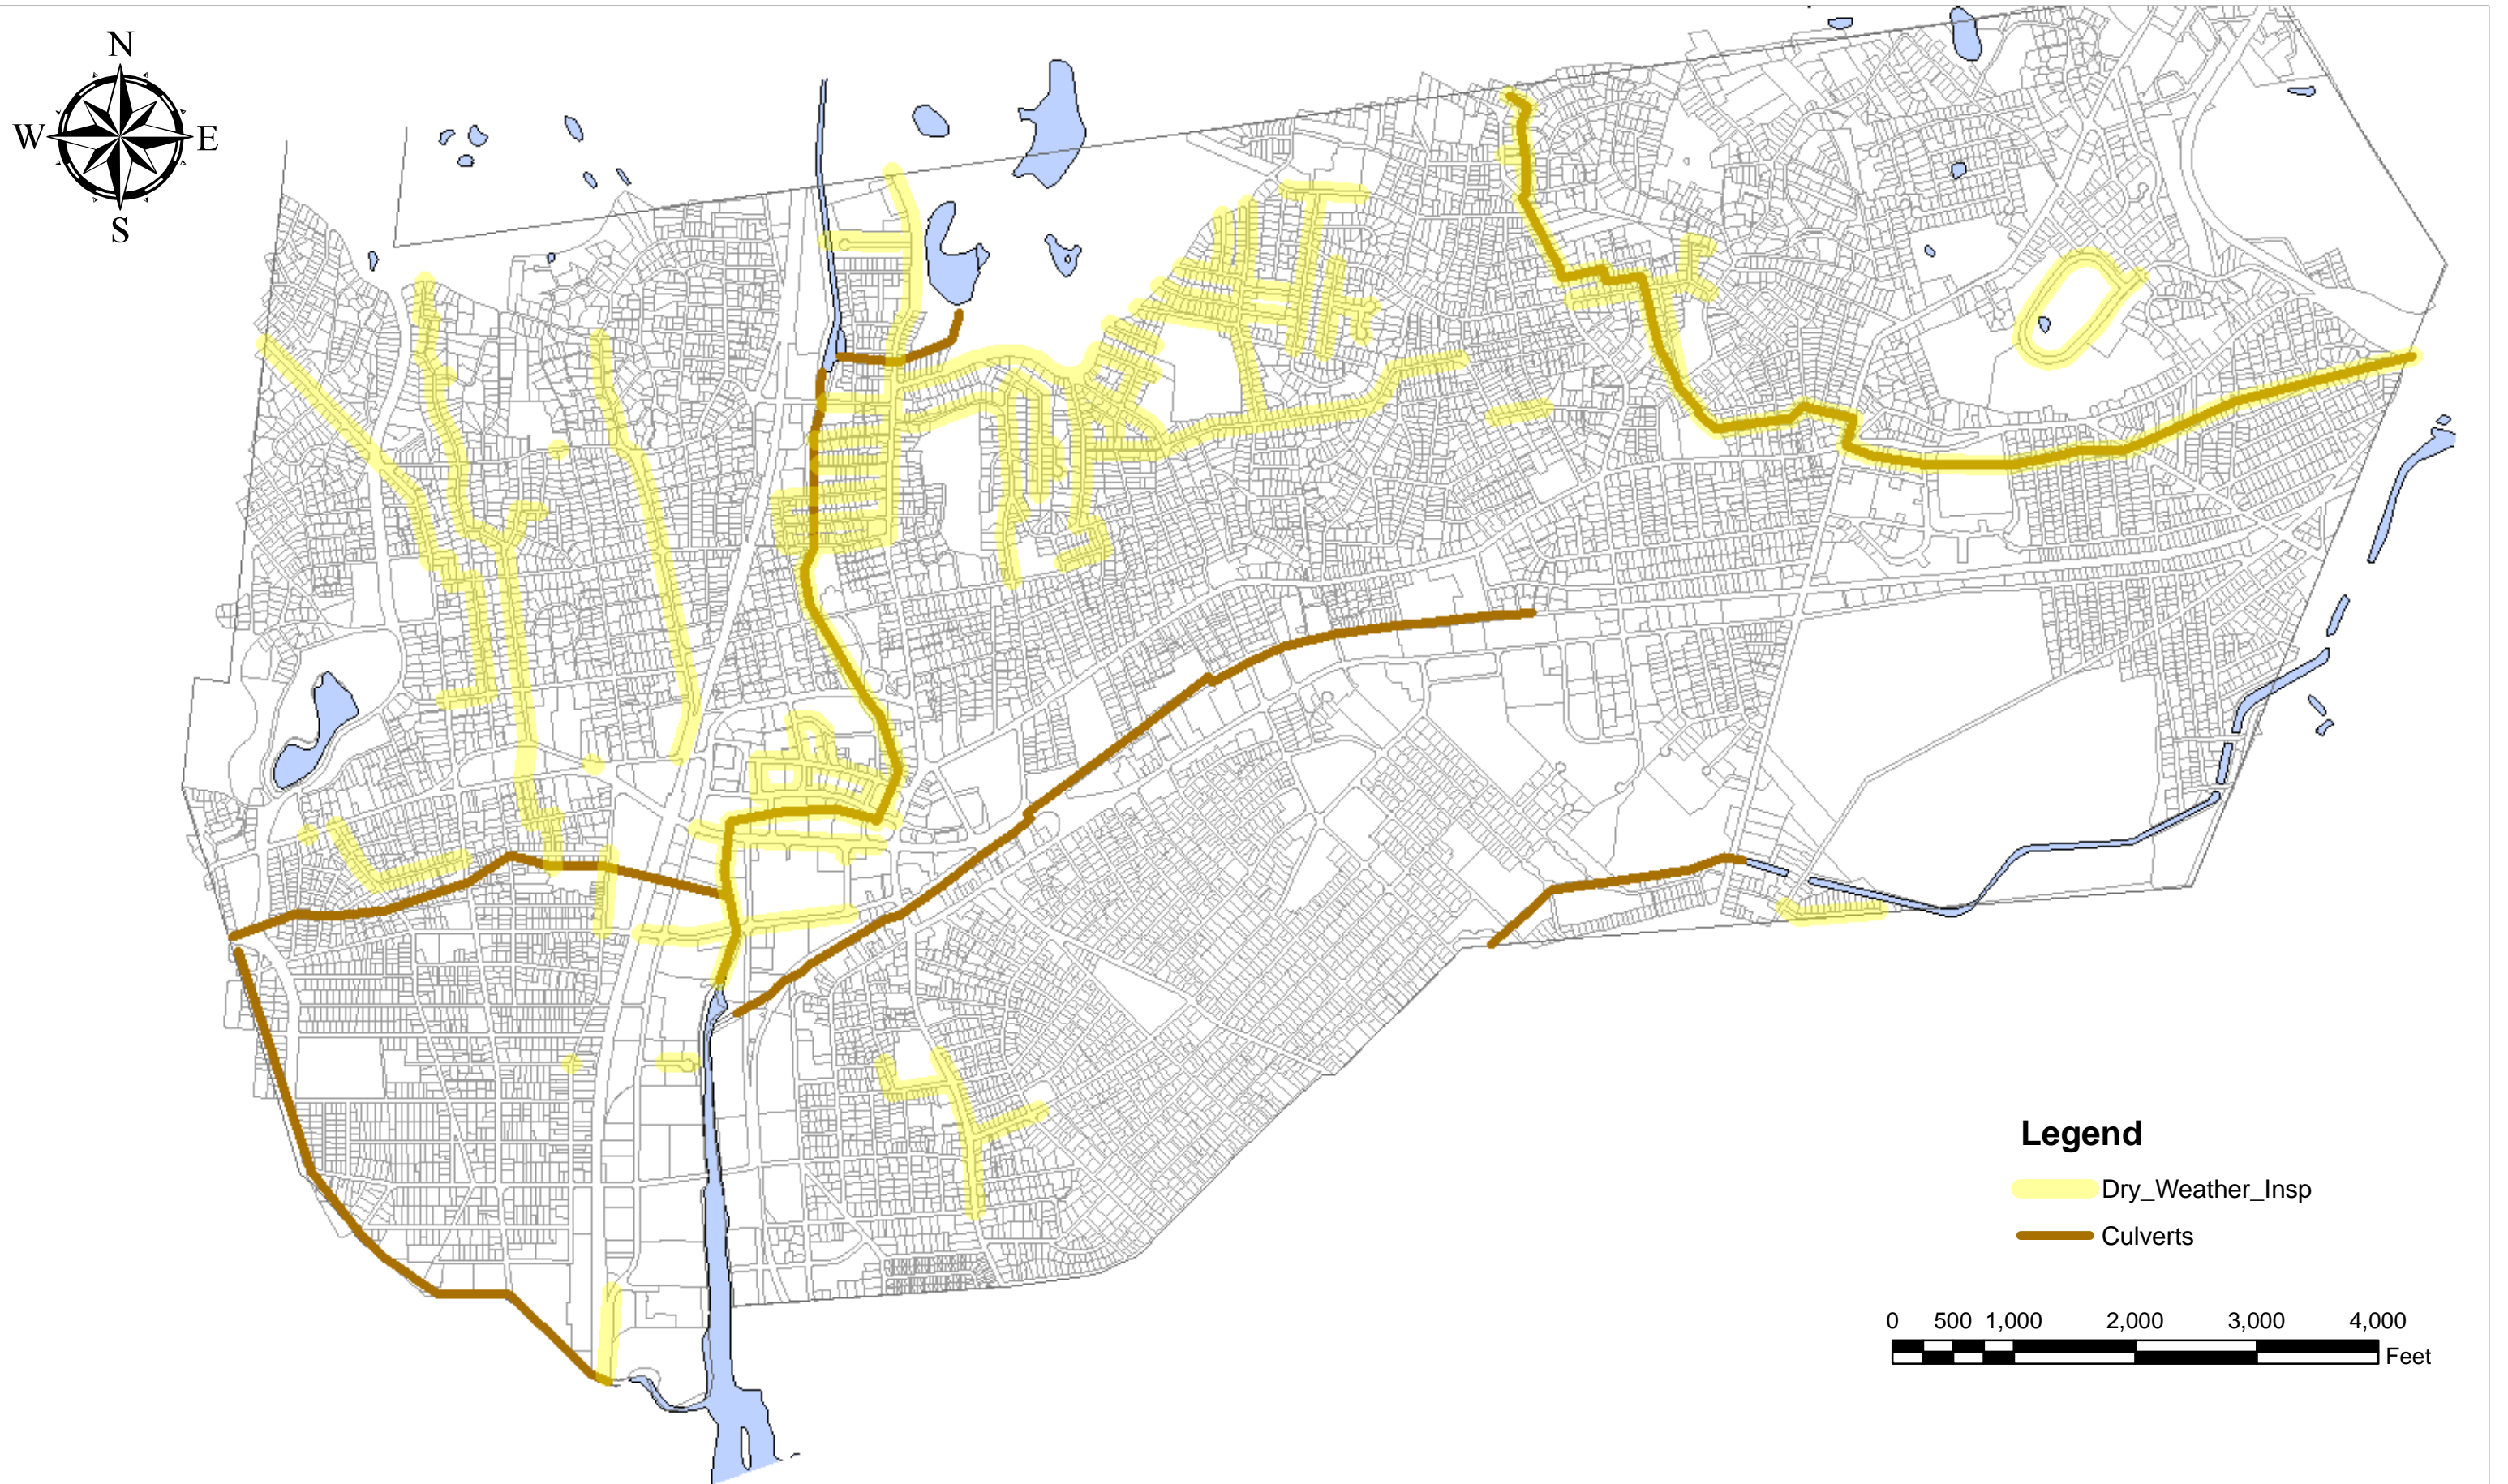 N
W E
S
Legend
Dry_Weather_Insp
Culverts
0 500 1,000 2,000 3,000 4,000
Feet